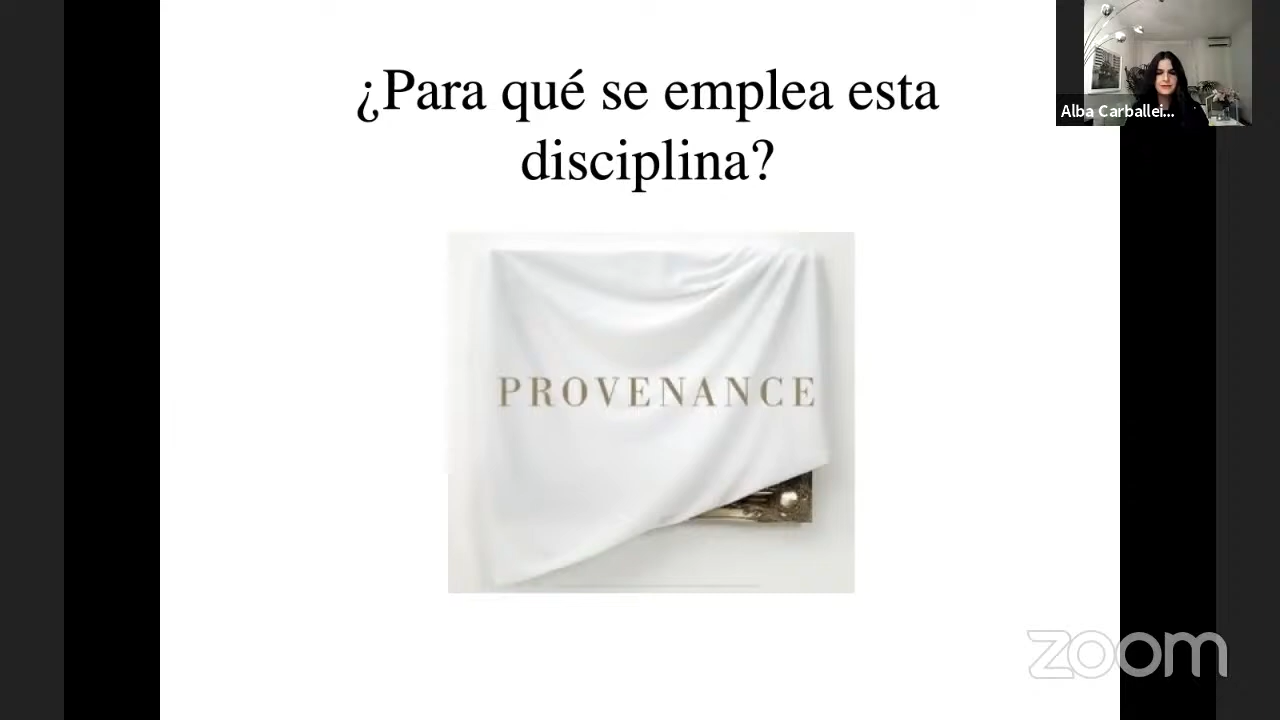 ¿Para qué se emplea esta
disciplina?
PROVENANCE
Alba Carballei...
zoom